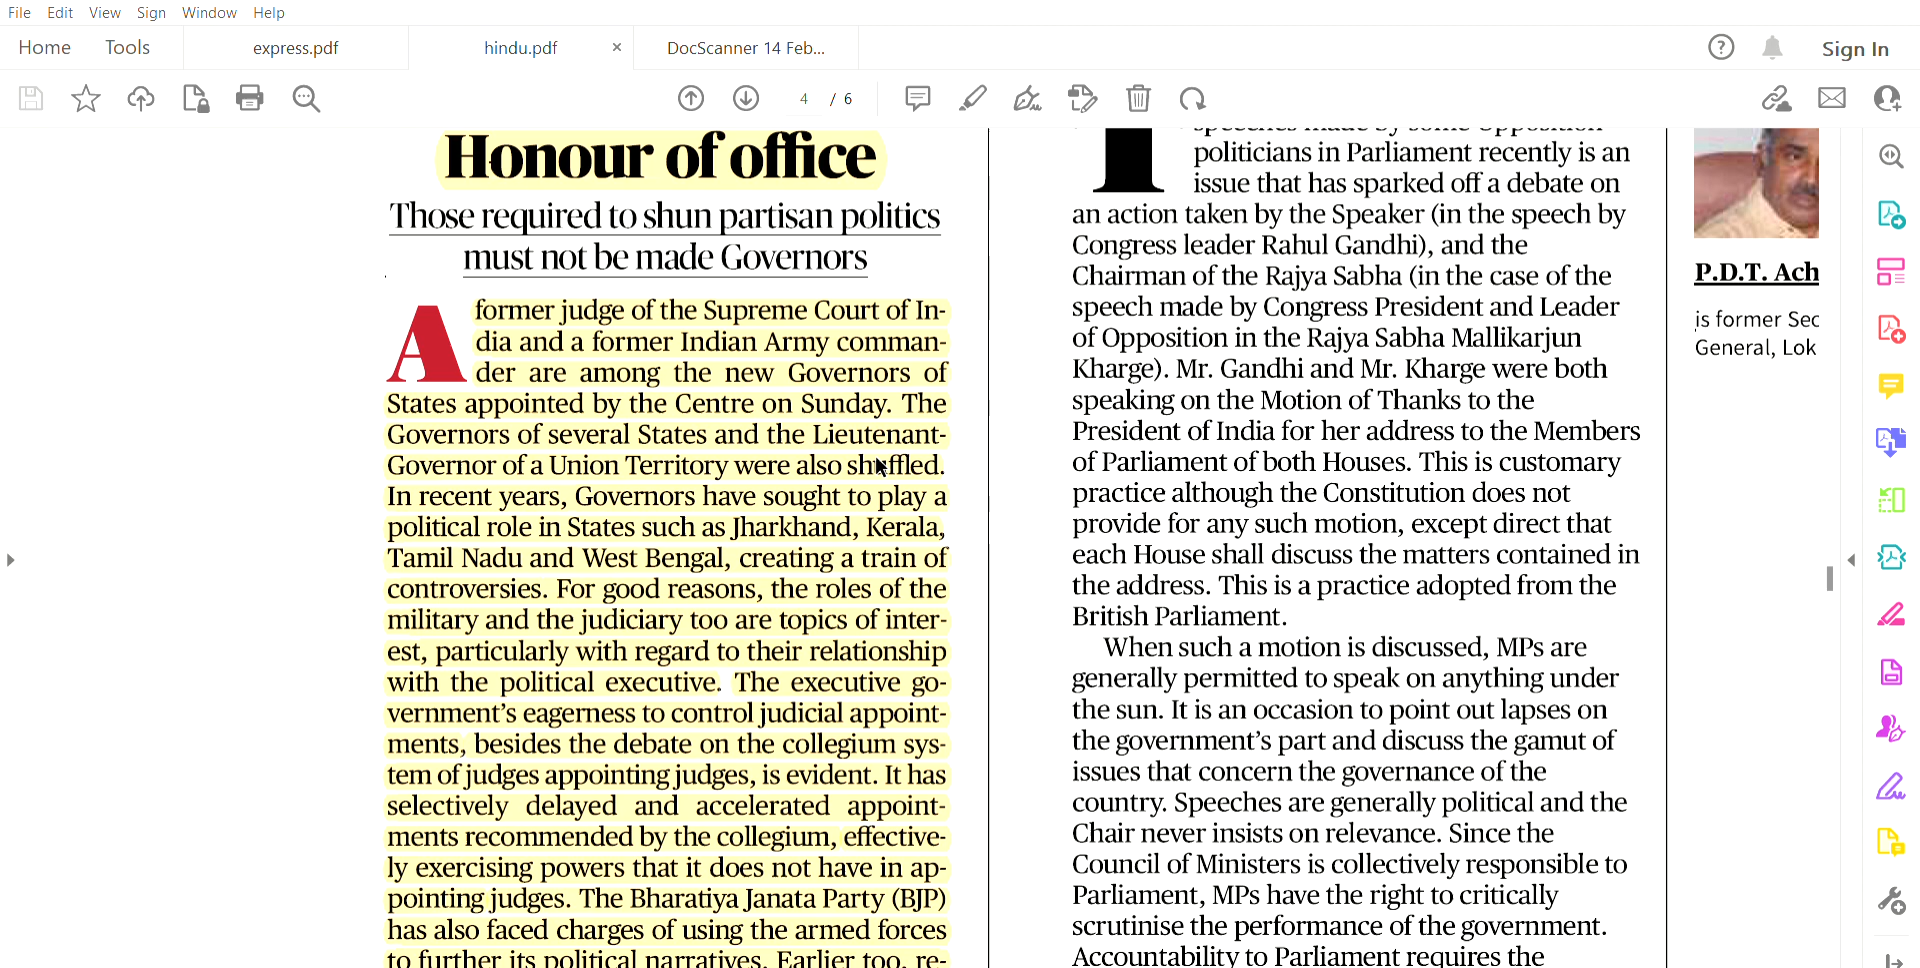 File Edit View Sign Window Help
Home Tools express.pdf hindu.pdf × DocScanner 14 Feb... Sign In
4 / 6
Honour of office
Those required to shun partisan politics
must not be made Governors
A former judge of the Supreme Court of In-
dia and a former Indian Army comman-
der are among the new Governors of
States appointed by the Centre on Sunday. The
Governors of several States and the Lieutenant-
Governor of a Union Territory were also shuffled.
In recent years, Governors have sought to play a
political role in States such as Jharkhand, Kerala,
Tamil Nadu and West Bengal, creating a train of
controversies. For good reasons, the roles of the
military and the judiciary too are topics of inter-
est, particularly with regard to their relationship
with the political executive. The executive go-
vernment's eagerness to control judicial appoint-
ments, besides the debate on the collegium sys-
tem of judges appointing judges, is evident. It has
selectively delayed and accelerated appoint-
ments recommended by the collegium, effective-
ly exercising powers that it does not have in ap-
pointing judges. The Bharatiya Janata Party (BJP)
has also faced charges of using the armed forces
to further its political narratives. Earlier too, re-
speeches made by some Opposition
politicians in Parliament recently is an
issue that has sparked off a debate on
an action taken by the Speaker (in the speech by
Congress leader Rahul Gandhi), and the
Chairman of the Rajya Sabha (in the case of the
speech made by Congress President and Leader
of Opposition in the Rajya Sabha Mallikarjun
Kharge). Mr. Gandhi and Mr. Kharge were both
speaking on the Motion of Thanks to the
President of India for her address to the Members
of Parliament of both Houses. This is customary
practice although the Constitution does not
provide for any such motion, except direct that
each House shall discuss the matters contained in
the address. This is a practice adopted from the
British Parliament.
When such a motion is discussed, MPs are
generally permitted to speak on anything under
the sun. It is an occasion to point out lapses on
the government's part and discuss the gamut of
issues that concern the governance of the
country. Speeches are generally political and the
Chair never insists on relevance. Since the
Council of Ministers is collectively responsible to
Parliament, MPs have the right to critically
scrutinise the performance of the government.
Accountability to Parliament requires the
P.D.T. Ach
is former Sec
General, Lok